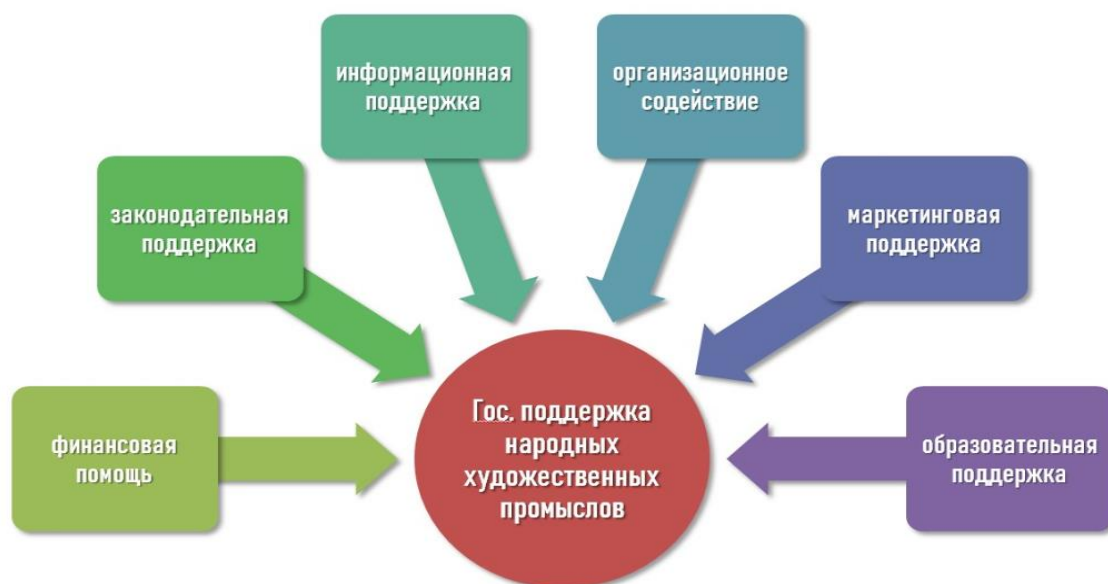 информационная
поддержка
организационное
содействие
законодательная
поддержка
маркетинговая
поддержка
финансовая
помощь
Гос. поддержка
народных
художественных
промыслов
образовательная
поддержка